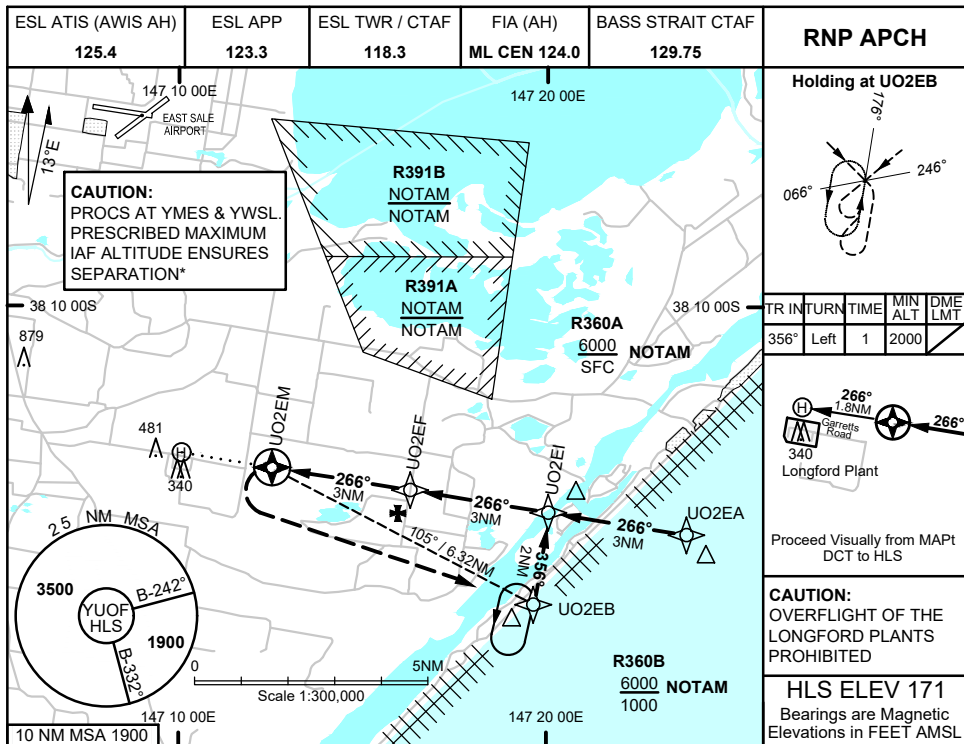 ESL ATIS (AWIS AH)
125.4
ESL APP
123.3
ESL TWR / CTAF
118.3
FIA (AH)
ML CEN 124.0
BASS STRAIT CTAF
129.75
RNP APCH
147 10 00E
147 20 00E
13°E
EAST SALE
AIRPORT
CAUTION:
PROCS AT YMES & YWSL.
PRESCRIBED MAXIMUM
IAF ALTITUDE ENSURES
SEPARATION*
R391B
NOTAM
NOTAM
R391A
NOTAM
NOTAM
38 10 00S
38 10 00S
R360A
6000 NOTAM
SFC
879
481
H
340
UO2EM
UO2EF
UO2EI
UO2EA
UO2EB
266°
3NM
266°
3NM
266°
3NM
105° / 6.32NM
356°
2NM
2.5 NM MSA
3500
YUOF
HLS
B-242°
1900
B-332°
0
5NM
Scale 1:300,000
R360B
6000 NOTAM
1000
147 10 00E
147 20 00E
10 NM MSA 1900
Holding at UO2EB
176°
246°
066°
TR IN
TURN
TIME
MIN
ALT
DME
LMT
356°
Left
1
2000
266°
1.8NM
266°
H
Garretts
Road
340
Longford Plant
Proceed Visually from MAPt
DCT to HLS
CAUTION:
OVERFLIGHT OF THE
LONGFORD PLANTS
PROHIBITED
HLS ELEV 171
Bearings are Magnetic
Elevations in FEET AMSL